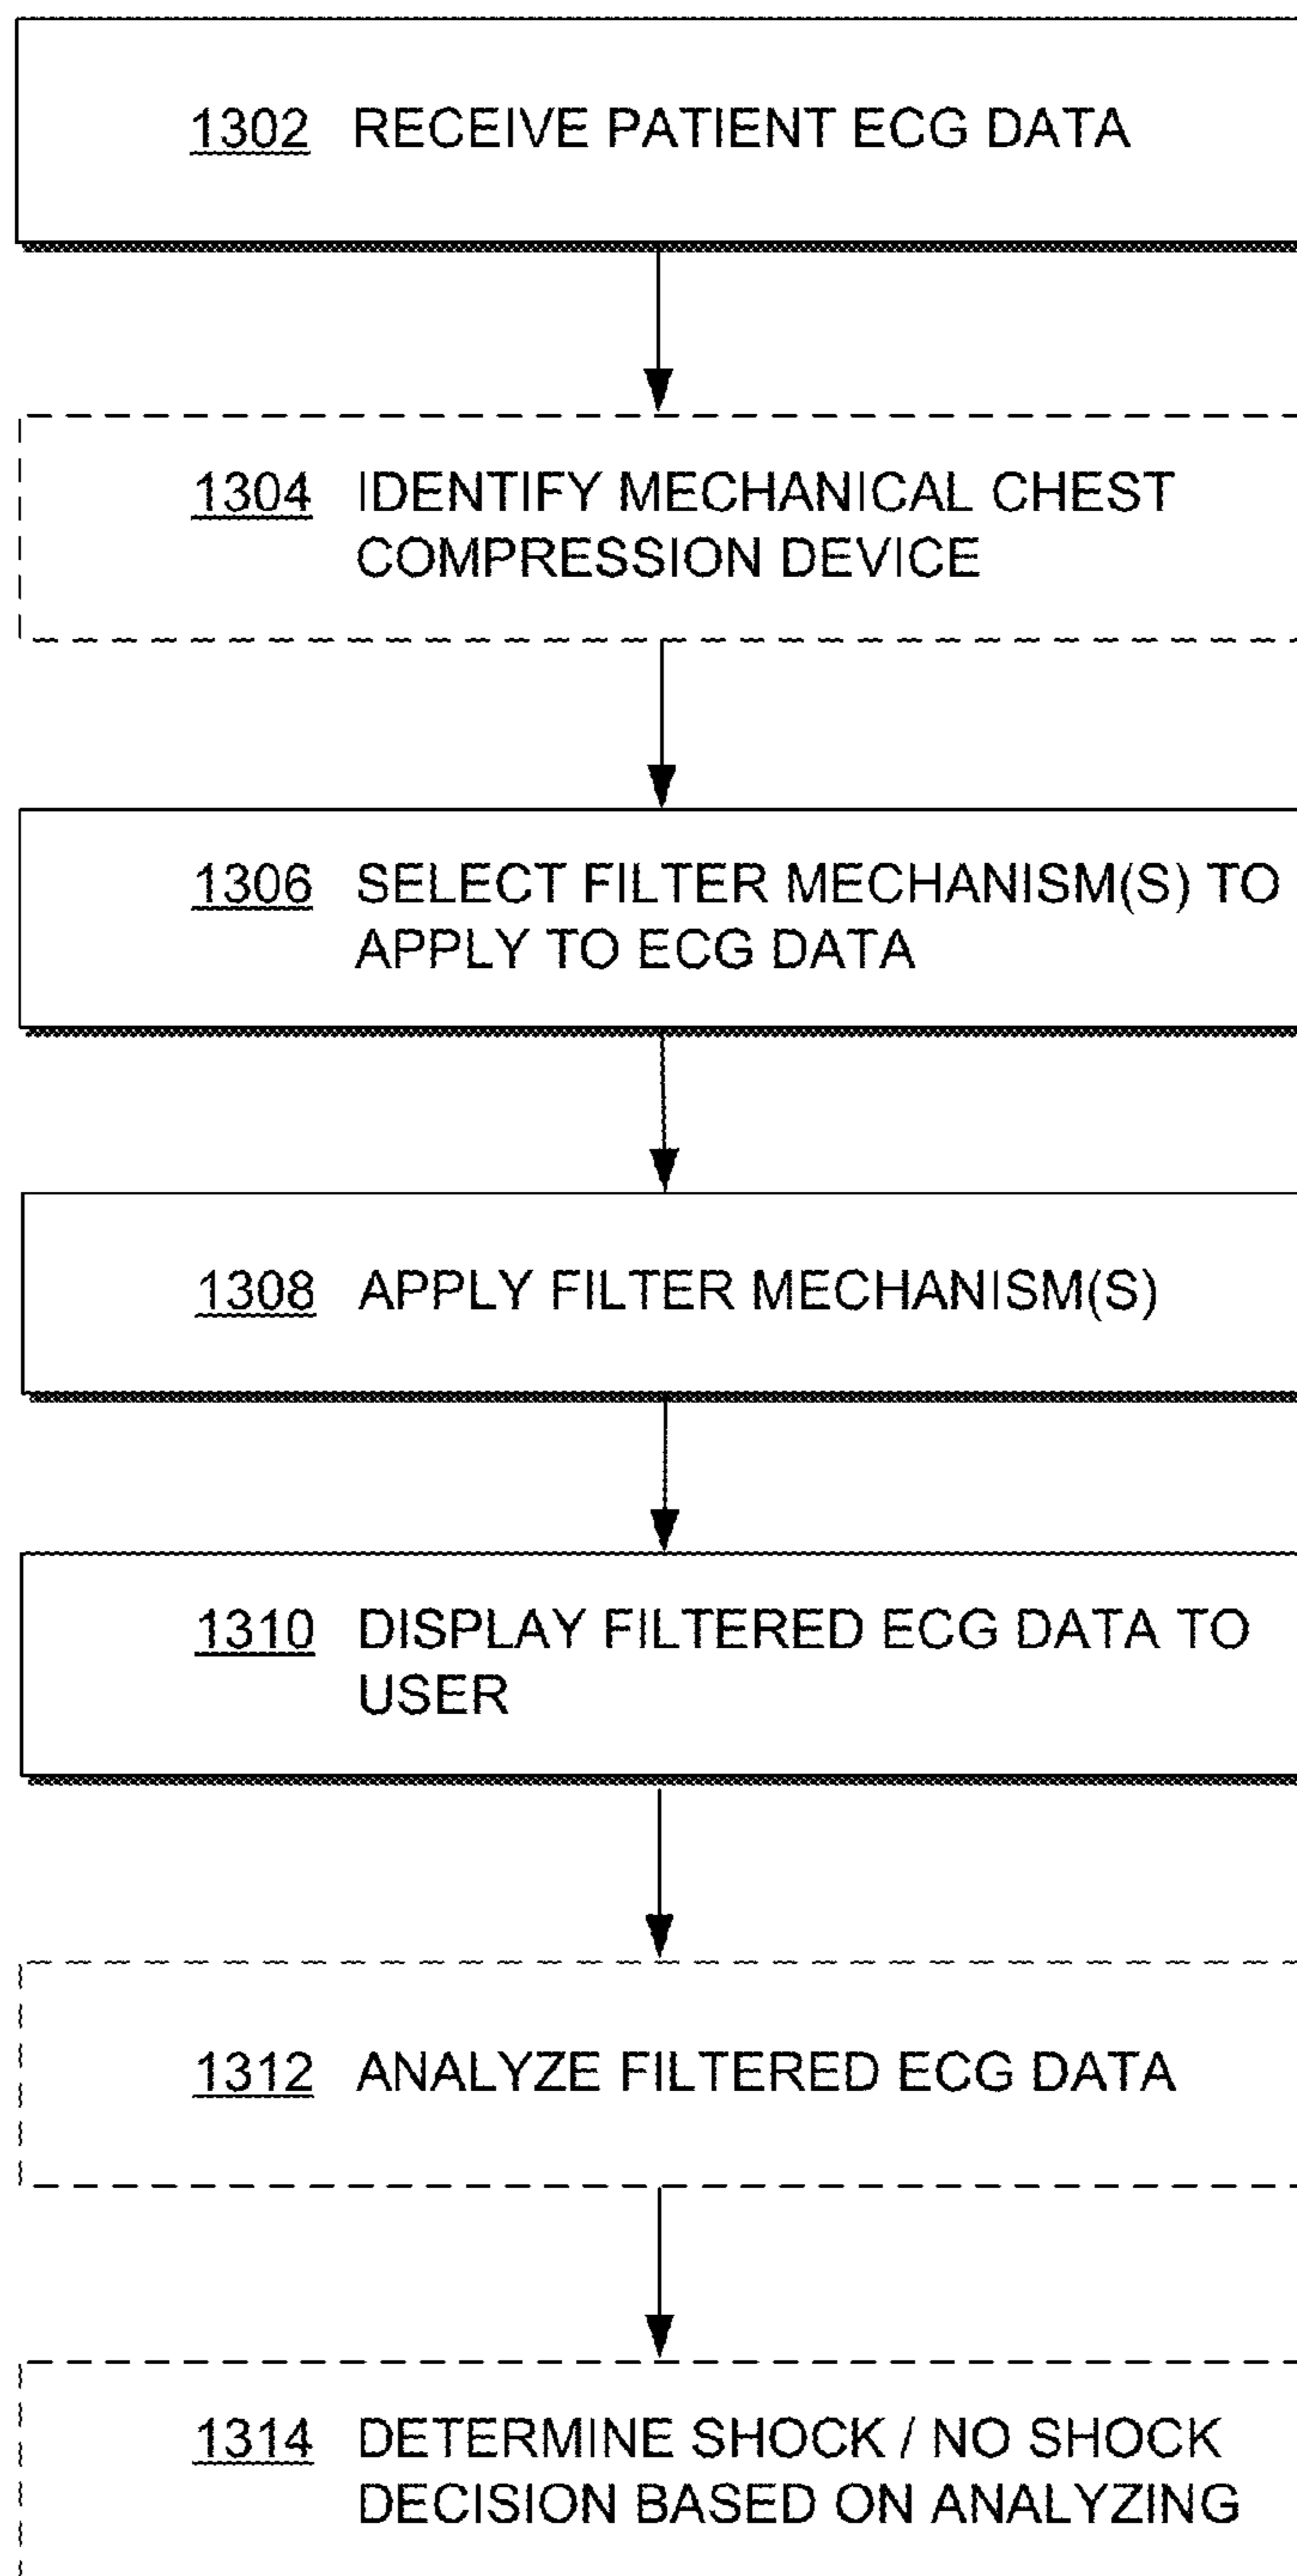 1302 RECEIVE PATIENT ECG DATA
1304 IDENTIFY MECHANICAL CHEST
COMPRESSION DEVICE
1306 SELECT FILTER MECHANISM(S) TO
APPLY TO ECG DATA
1308 APPLY FILTER MECHANISM(S)
1310 DISPLAY FILTERED ECG DATA TO
USER
1312 ANALYZE FILTERED ECG DATA
1314 DETERMINE SHOCK / NO SHOCK
DECISION BASED ON ANALYZING